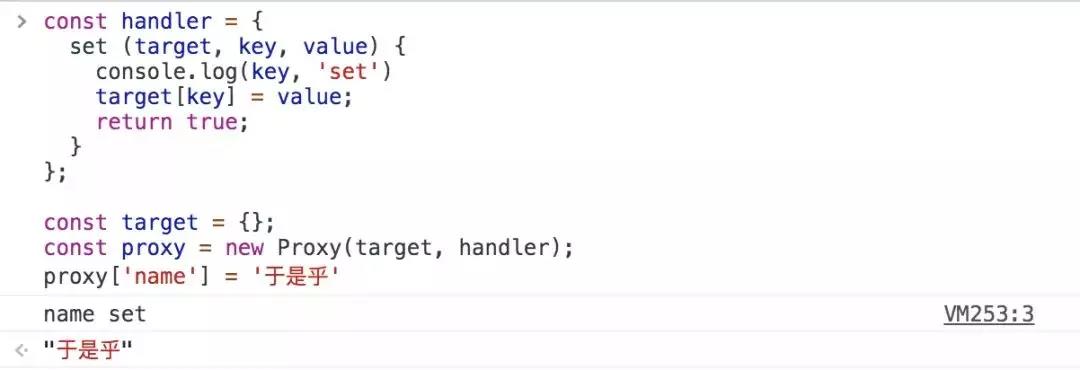 const handler = {
  set (target, key, value) {
    console.log(key, 'set')
    target[key] = value;
    return true;
  }
};

const target = {};
const proxy = new Proxy(target, handler);
proxy['name'] = '于是乎'
name set VM253:3
"于是乎"